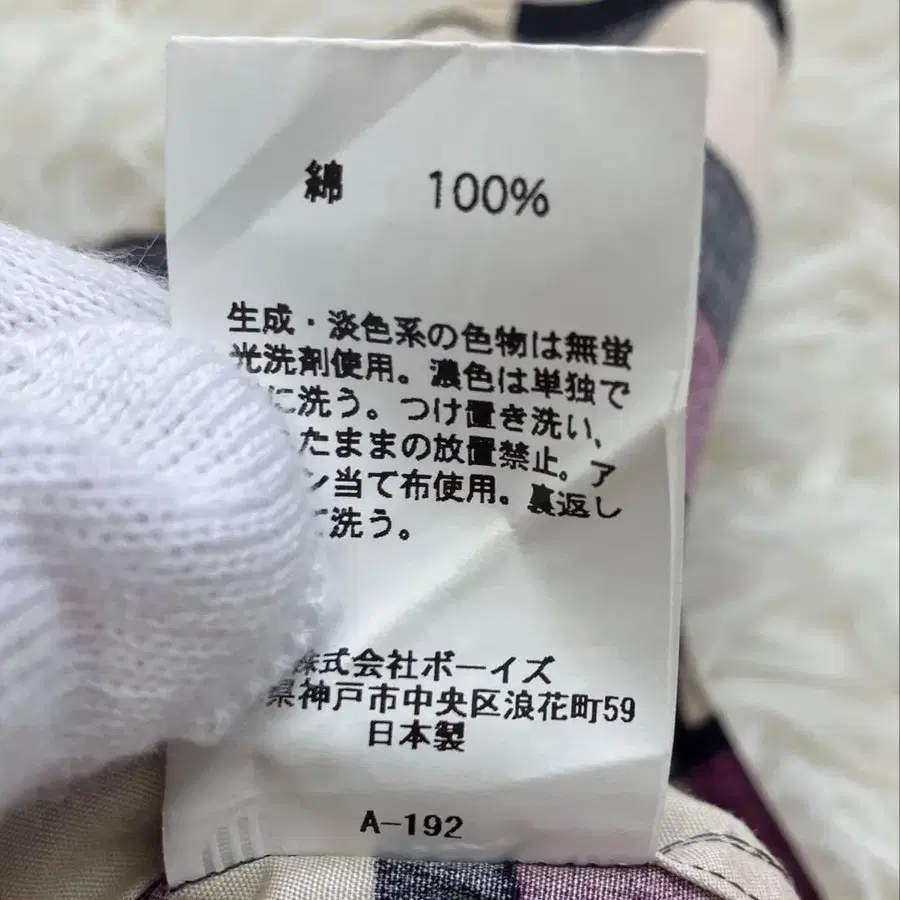 綿 100%
生成・淡色系の色物は無蛍
光洗剤使用。濃色は単独で
に洗う。つけ置き洗い、
たままの放置禁止。ア
ン当て布使用。裏返し
て洗う。
株式会社ボーイズ
県神戸市中央区浪花町59
日本製
A-192